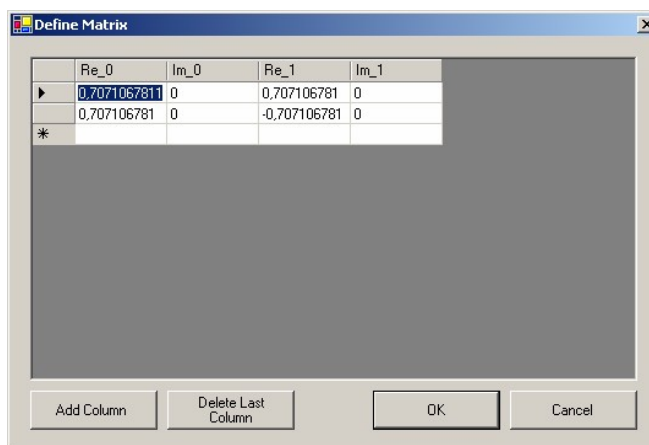 Define Matrix
Re_0 Im_0 Re_1 Im_1
0,7071067811 0 0,707106781 0
0,707106781 0 -0,707106781 0
Add Column Delete Last Column OK Cancel